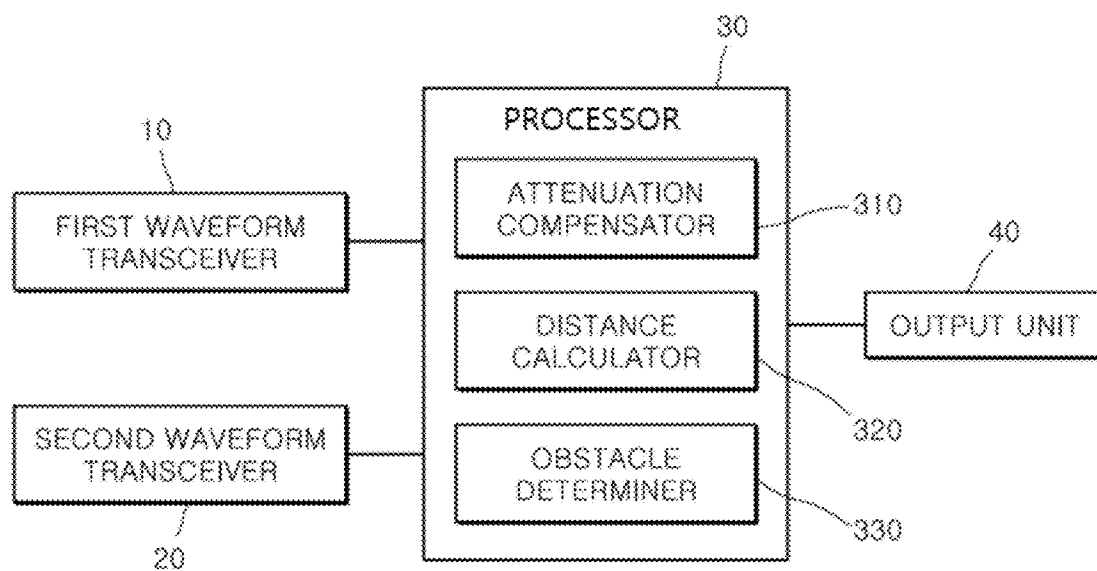 30
PROCESSOR
10
FIRST WAVEFORM
TRANSCEIVER
ATTENUATION
COMPENSATOR
310
40
OUTPUT UNIT
DISTANCE
CALCULATOR
320
SECOND WAVEFORM
TRANSCEIVER
20
OBSTACLE
DETERMINER
330